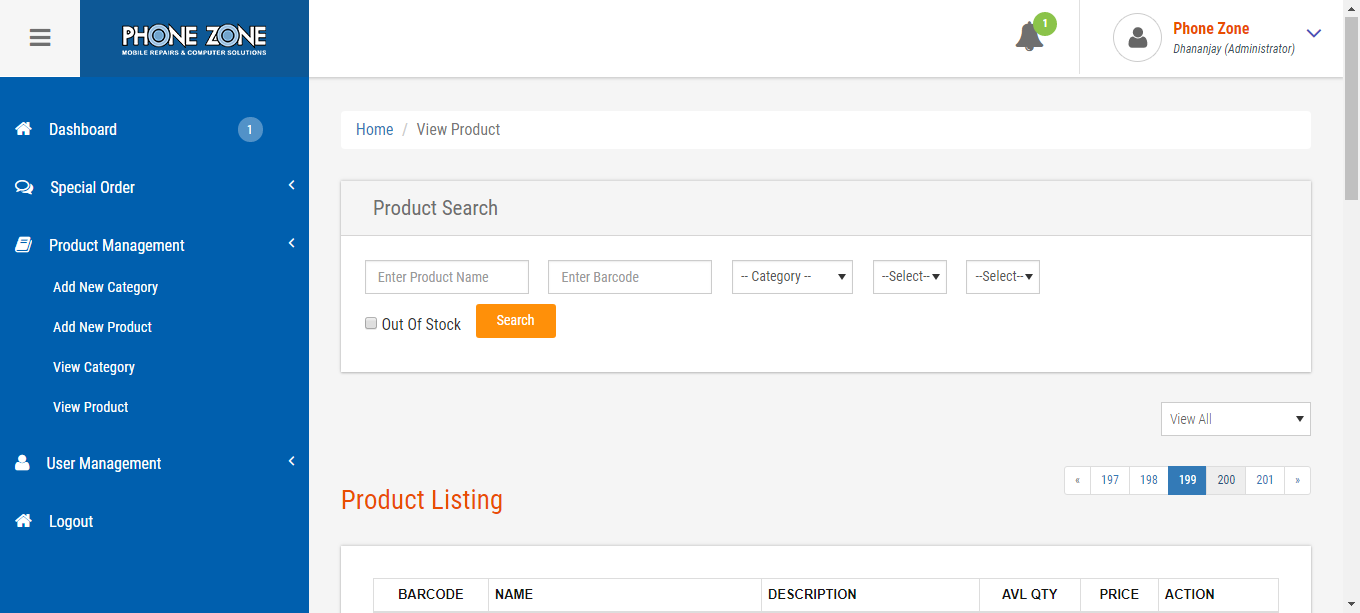 PHONE ZONE
MOBILE REPAIRS & COMPUTER SOLUTIONS
1
Phone Zone
Dhananjay (Administrator)
Dashboard
1
Special Order
Product Management
Add New Category
Add New Product
View Category
View Product
User Management
Logout
Home / View Product
Product Search
Enter Product Name
Enter Barcode
-- Category --
--Select--
--Select--
Out Of Stock
Search
View All
« 197 198 199 200 201 »
Product Listing
BARCODE NAME DESCRIPTION AVL QTY PRICE ACTION